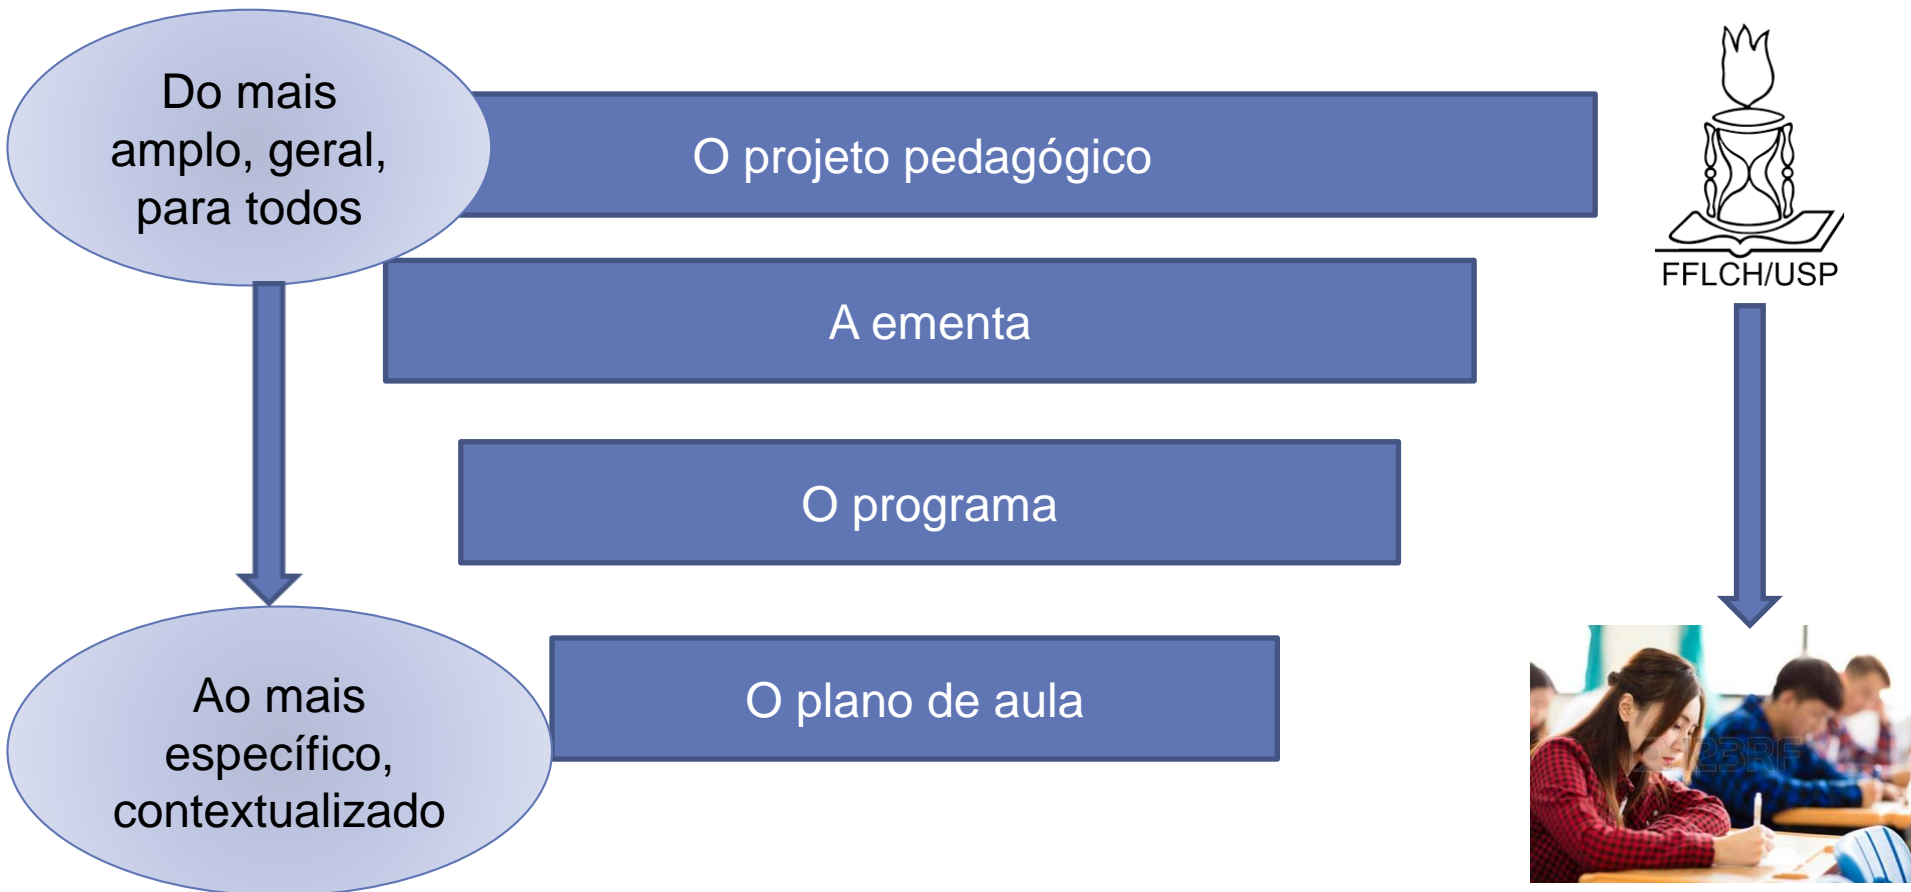 Do mais
amplo, geral,
para todos
O projeto pedagógico
FFLCH/USP
A ementa
O programa
Ao mais
específico,
contextualizado
O plano de aula
123RF